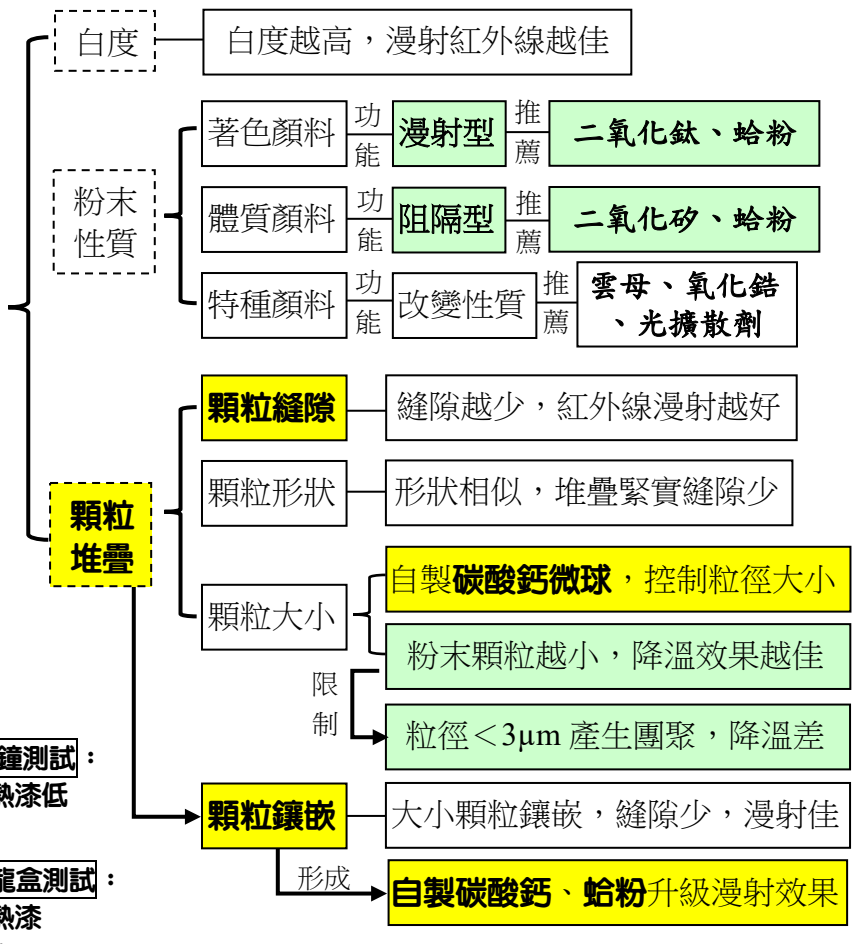 白度
白度越高，漫射紅外線越佳
粉末
性質
著色顏料
功
能
漫射型
推
薦
二氧化鈦、蛤粉
體質顏料
功
能
阻隔型
推
薦
二氧化矽、蛤粉
特種顏料
功
能
改變性質
推
薦
雲母、氧化鋯
、光擴散劑
顆粒
堆疊
顆粒縫隙
縫隙越少，紅外線漫射越好
顆粒形狀
形狀相似，堆疊緊實縫隙少
顆粒大小
自製碳酸鈣微球，控制粒徑大小
粉末顆粒越小，降溫效果越佳
限
制
粒徑＜3µm 產生團聚，降溫差
鐘測試：
熱漆低
顆粒鑲嵌
大小顆粒鑲嵌，縫隙少，漫射佳
龍盒測試：
熱漆
形成
自製碳酸鈣、蛤粉升級漫射效果